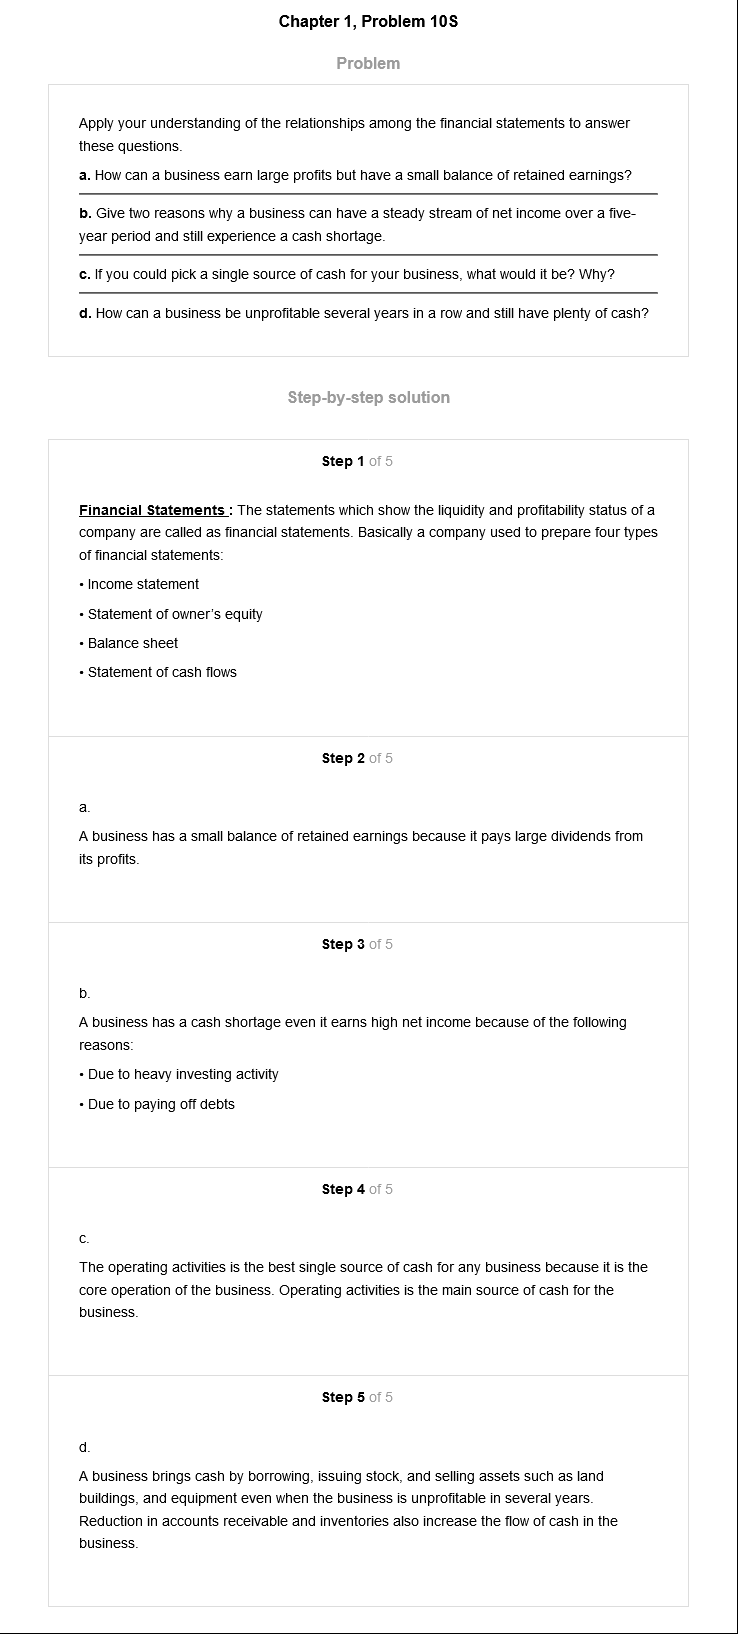 Chapter 1, Problem 10S
Problem
Apply your understanding of the relationships among the financial statements to answer
these questions.
a. How can a business earn large profits but have a small balance of retained earnings?
b. Give two reasons why a business can have a steady stream of net income over a five-
year period and still experience a cash shortage.
c. If you could pick a single source of cash for your business, what would it be? Why?
d. How can a business be unprofitable several years in a row and still have plenty of cash?
Step-by-step solution
Step 1 of 5
Financial Statements : The statements which show the liquidity and profitability status of a
company are called as financial statements. Basically a company used to prepare four types
of financial statements:
• Income statement
• Statement of owner's equity
• Balance sheet
• Statement of cash flows
Step 2 of 5
a.
A business has a small balance of retained earnings because it pays large dividends from
its profits.
Step 3 of 5
b.
A business has a cash shortage even it earns high net income because of the following
reasons:
• Due to heavy investing activity
• Due to paying off debts
Step 4 of 5
c.
The operating activities is the best single source of cash for any business because it is the
core operation of the business. Operating activities is the main source of cash for the
business.
Step 5 of 5
d.
A business brings cash by borrowing, issuing stock, and selling assets such as land
buildings, and equipment even when the business is unprofitable in several years.
Reduction in accounts receivable and inventories also increase the flow of cash in the
business.